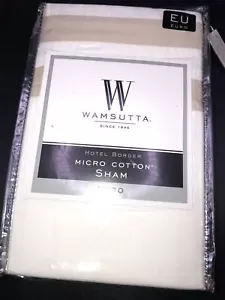 EU
EURO
W
WAMSUTTA
SINCE 1846
HOTEL BORDER
MICRO COTTON
SHAM